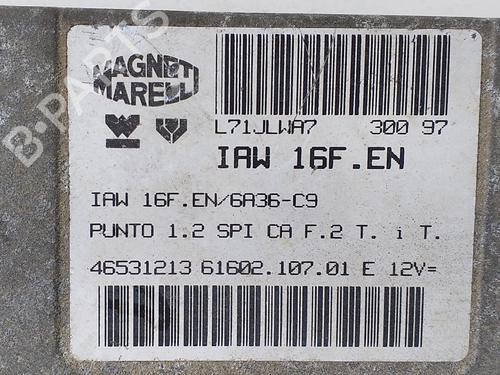 MAGNETI
MARELLI
L71JLWA7 300 97
IAW 16F.EN
IAW 16F.EN/6A36-C9
PUNTO 1.2 SPI CA F.2 T. i T.
46531213 61602.107.01 E 12V=
B-PARTS